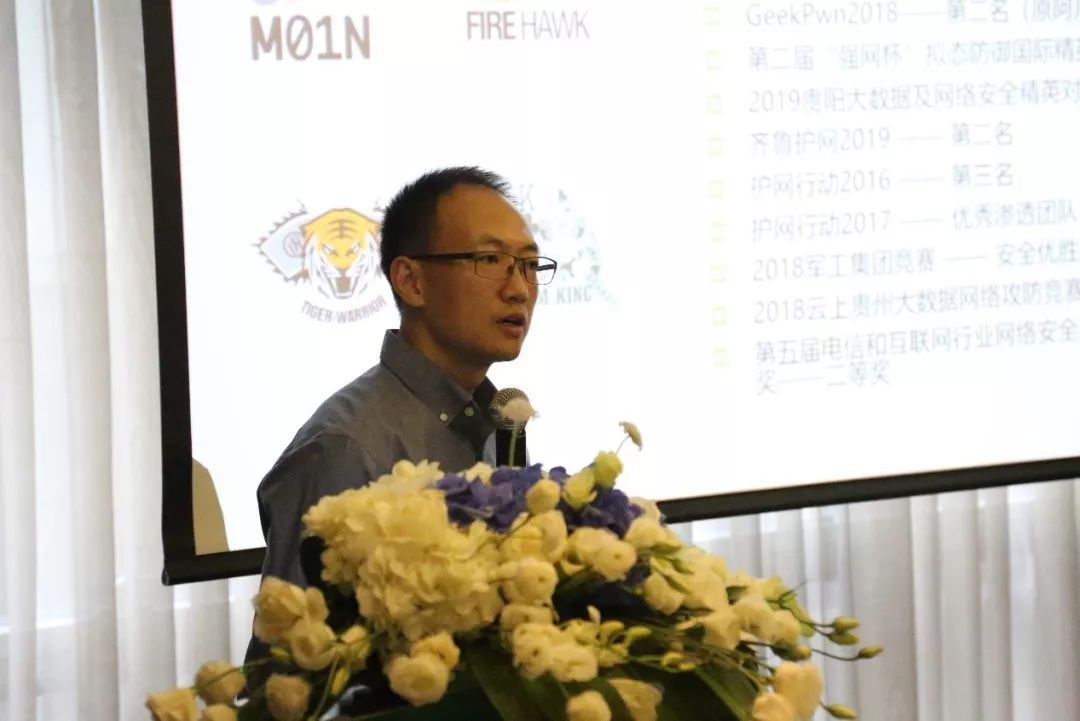 M01N
FIRE HAWK
TIGER-WARRIOR
KING
GeekPwn2018——第二名（原阿
第二届“强网杯”拟态防御国际精
2019贵阳大数据及网络安全精英对
齐鲁护网2019 —— 第二名
护网行动2016 —— 第三名
护网行动2017 —— 优秀渗透团队
2018军工集团竞赛 —— 安全优胜
2018云上贵州大数据网络攻防竞赛
第五届电信和互联网行业网络安全
奖——二等奖